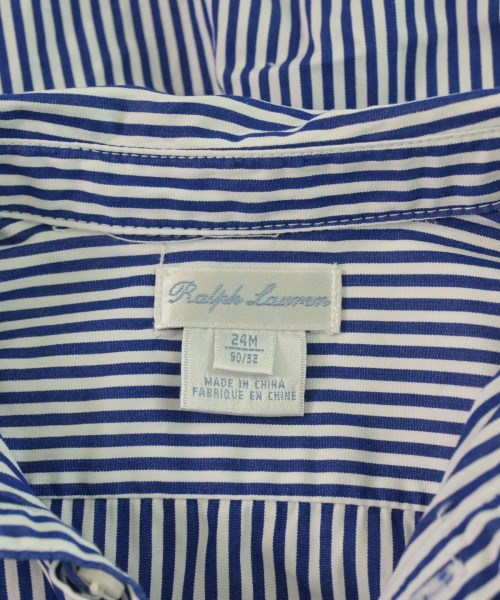 Ralph Lauren
24M
90/52
MADE IN CHINA
FABRIQUE EN CHINE